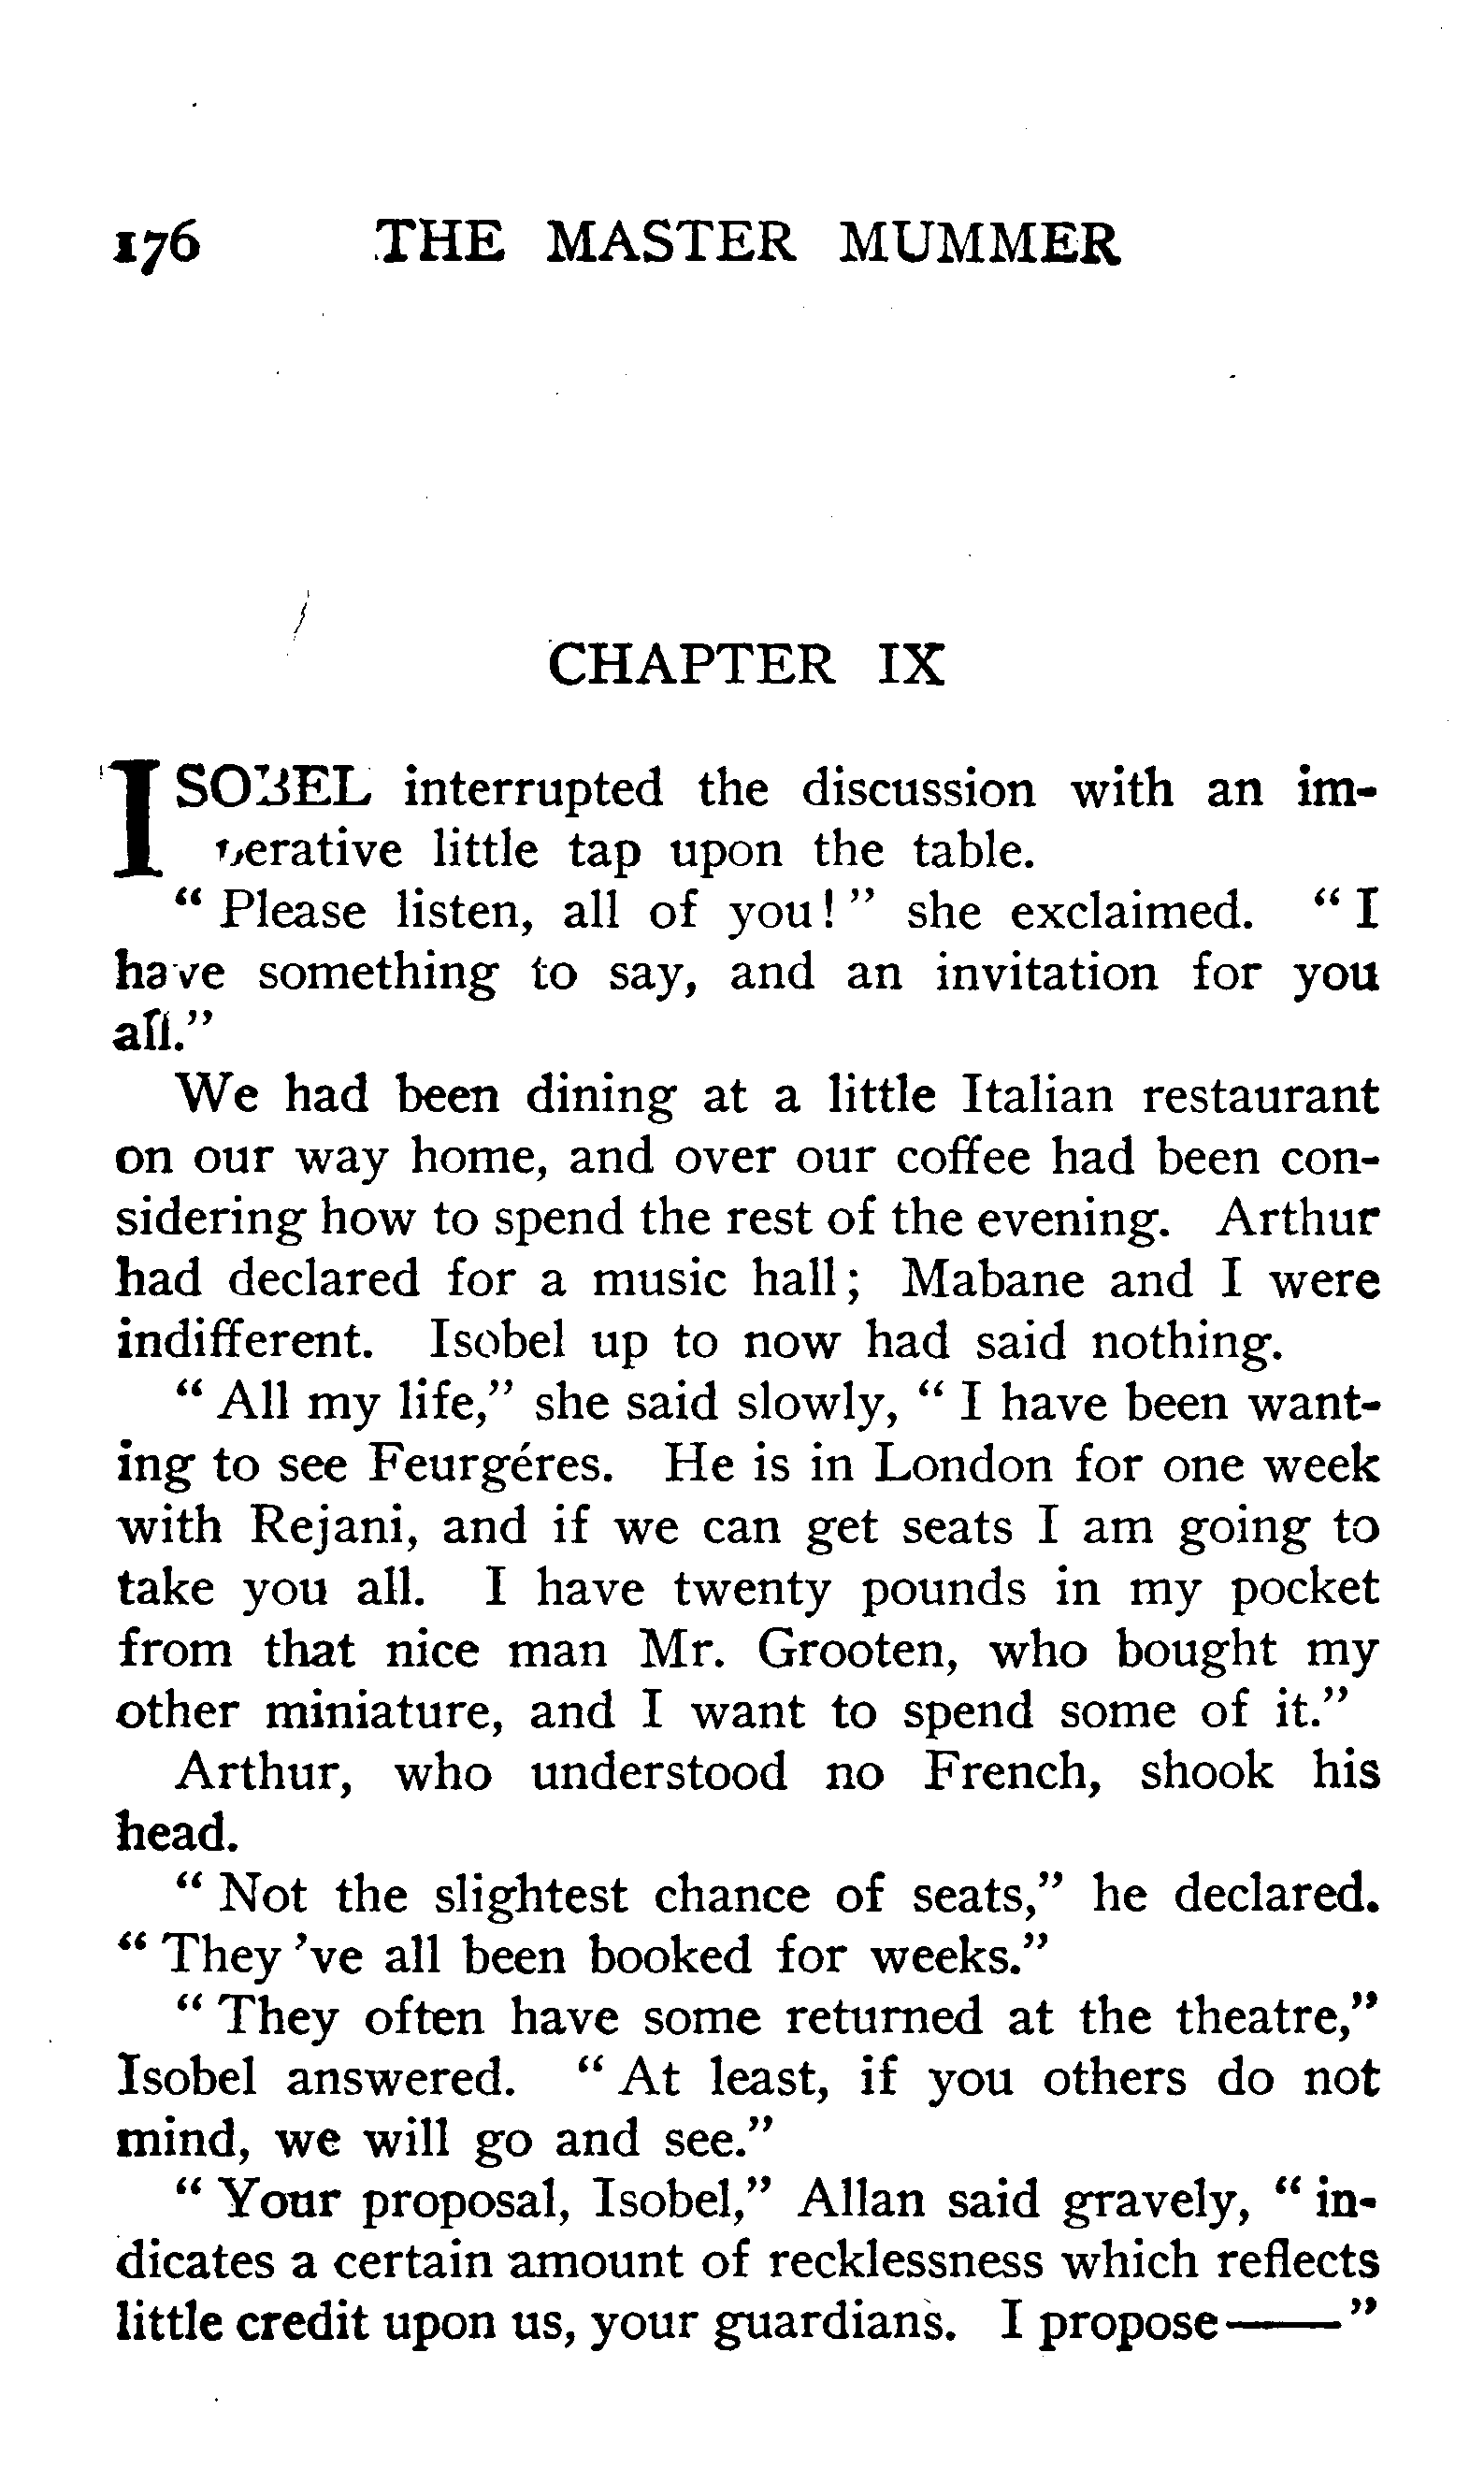 176 THE MASTER MUMMER
CHAPTER IX
ISOBEL interrupted the discussion with an im-
perative little tap upon the table.
" Please listen, all of you! " she exclaimed. " I
have something to say, and an invitation for you
all."
We had been dining at a little Italian restaurant
on our way home, and over our coffee had been con-
sidering how to spend the rest of the evening. Arthur
had declared for a music hall; Mabane and I were
indifferent. Isobel up to now had said nothing.
" All my life," she said slowly, " I have been want-
ing to see Feurgéres. He is in London for one week
with Rejani, and if we can get seats I am going to
take you all. I have twenty pounds in my pocket
from that nice man Mr. Grooten, who bought my
other miniature, and I want to spend some of it."
Arthur, who understood no French, shook his
head.
" Not the slightest chance of seats," he declared.
" They 've all been booked for weeks."
" They often have some returned at the theatre,"
Isobel answered. " At least, if you others do not
mind, we will go and see."
" Your proposal, Isobel," Allan said gravely, " in-
dicates a certain amount of recklessness which reflects
little credit upon us, your guardians. I propose—— "